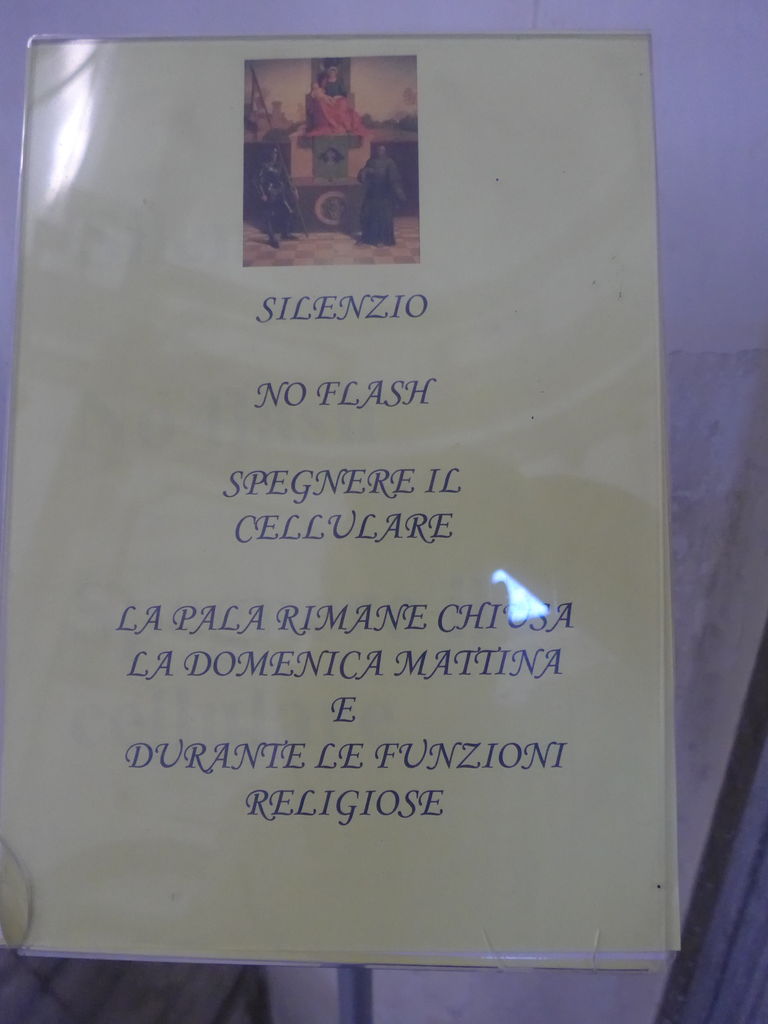 SILENZIO
NO FLASH
SPEGNERE IL
CELLULARE
LA PALA RIMANE CHIUSA
LA DOMENICA MATTINA
E
DURANTE LE FUNZIONI
RELIGIOSE